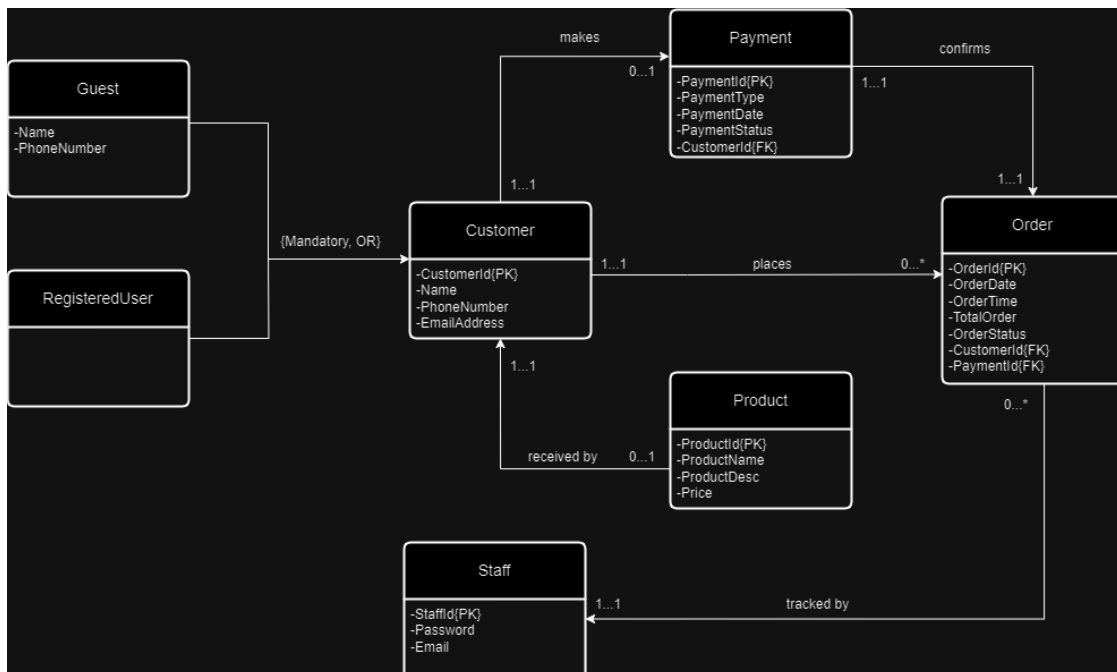 Guest
-Name
-PhoneNumber
RegisteredUser
{Mandatory, OR}
makes
0...1
1...1
Payment
-PaymentId{PK}
-PaymentType
-PaymentDate
-PaymentStatus
-CustomerId{FK}
confirms
1...1
1...1
Customer
-CustomerId{PK}
-Name
-PhoneNumber
-EmailAddress
1...1
places
0...*
Order
-OrderId{PK}
-OrderDate
-OrderTime
-TotalOrder
-OrderStatus
-CustomerId{FK}
-PaymentId{FK}
0...*
1...1
received by
0...1
Product
-ProductId{PK}
-ProductName
-ProductDesc
-Price
Staff
-StaffId{PK}
-Password
-Email
1...1
tracked by